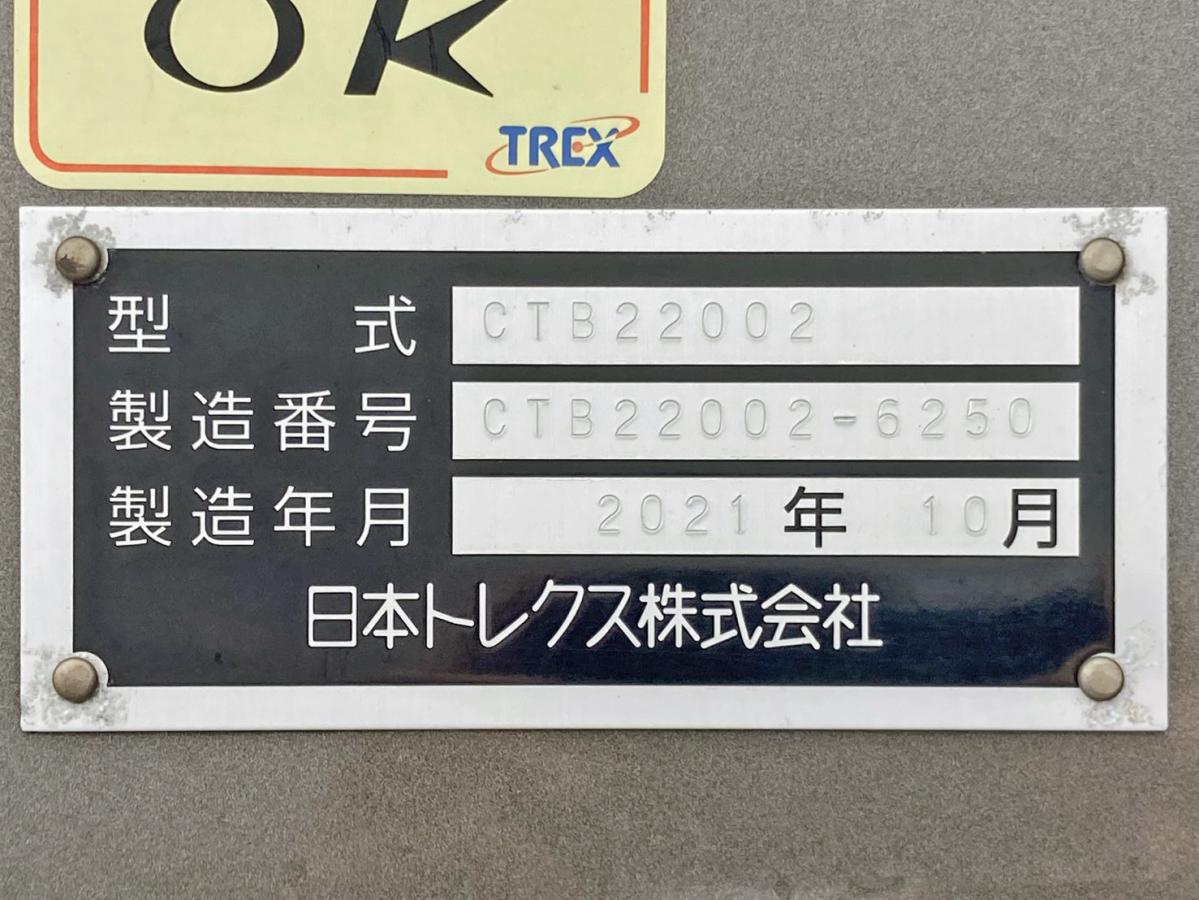 OK
TREX
型式 CTB22002
製造番号 CTB22002-6250
製造年月 2021年10月
日本トレクス株式会社